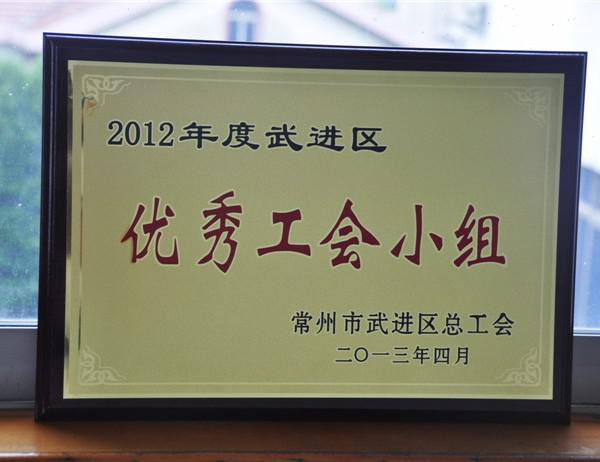 2012年度武进区
优秀工会小组
常州市武进区总工会
二〇一三年四月